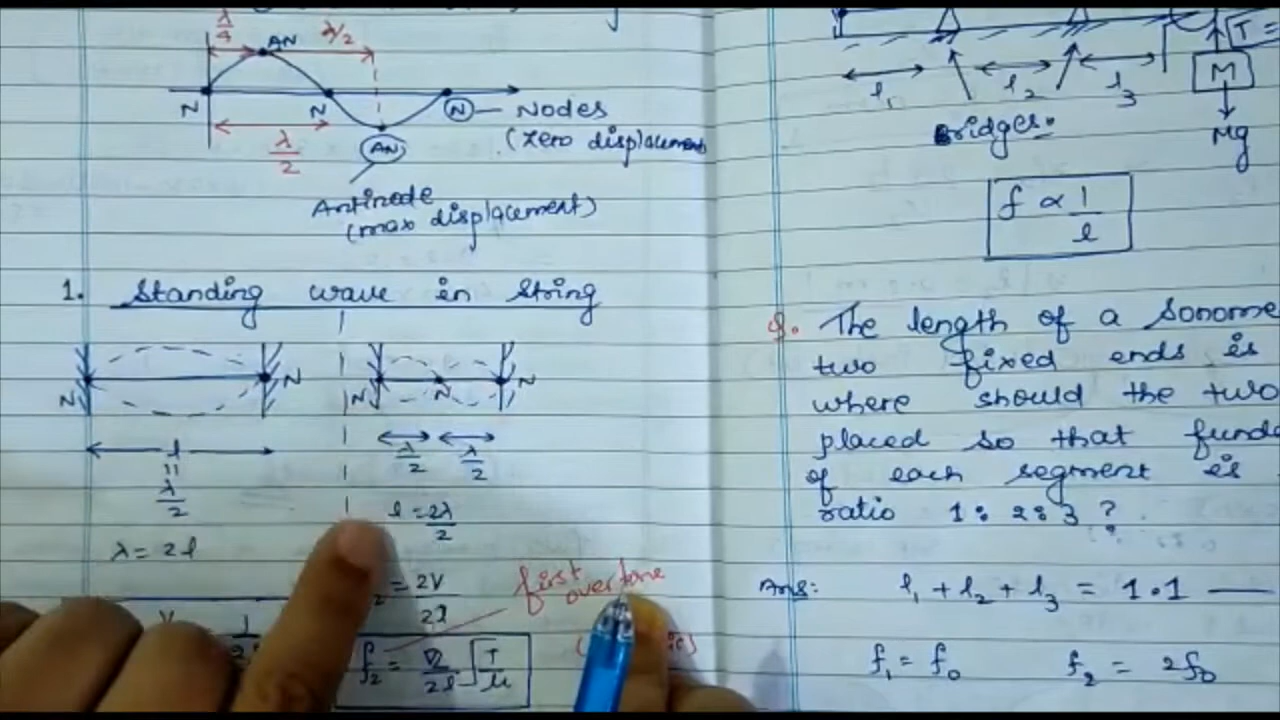 λ/4
AN
λ/2
N
N
N — Nodes
(zero displacement
λ/2
AN
Antinode
(max displacement)
1. Standing wave in string
N
N
N
N
N
l
=
λ/2
λ/2
λ/2
l = 2λ/2
λ = 2l
= 2V/2l
first overtone
f₂ = 2/2l √T/μ
l₁
l₂
l₃
T =
M
Mg
Bridges.
f ∝ 1/l
Q. The length of a
two fixed ends is
where should the two
placed so that
of each segment is
ratio 1:2:3 ?
Ans: l₁ + l₂ + l₃ = 1.1 —
f₁ = f₀ f₂ = 2f₀